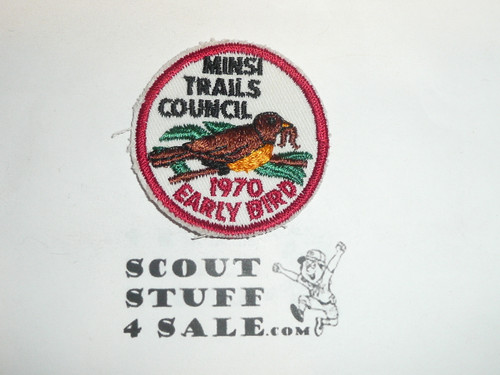 MINSI
TRAILS
COUNCIL
1970
EARLY BIRD
SCOUT
STUFF
4 SALE.COM